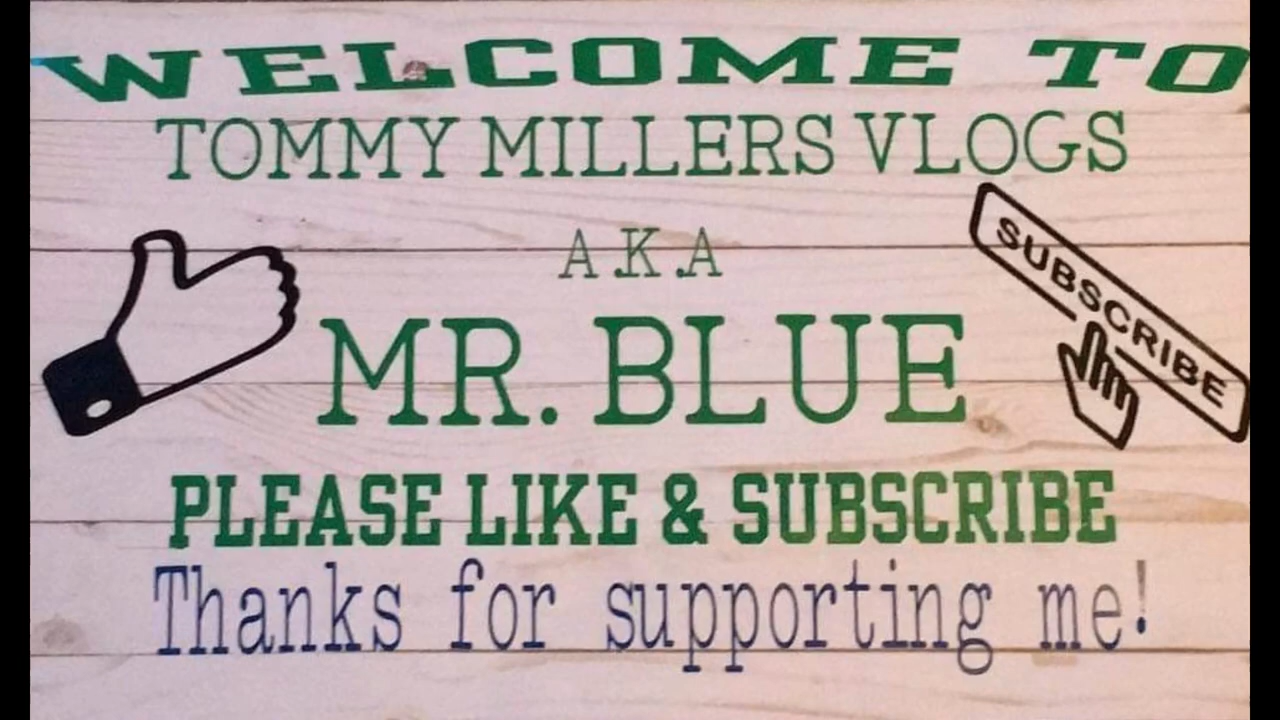 WELCOME TO
TOMMY MILLERS VLOGS
A.K.A
MR. BLUE
SUBSCRIBE
PLEASE LIKE & SUBSCRIBE
Thanks for supporting me!